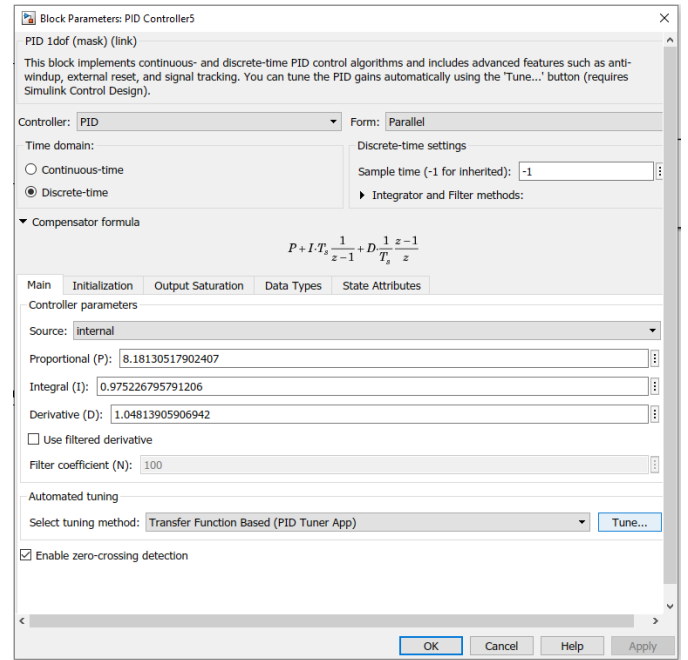 Block Parameters: PID Controller5
PID 1dof (mask) (link)
This block implements continuous- and discrete-time PID control algorithms and includes advanced features such as anti-
windup, external reset, and signal tracking. You can tune the PID gains automatically using the 'Tune...' button (requires
Simulink Control Design).
Controller: PID Form: Parallel
Time domain: Discrete-time settings
Continuous-time Sample time (-1 for inherited): -1
Discrete-time Integrator and Filter methods:
Compensator formula
P + I·T_s \frac{1}{z-1} + D·\frac{1}{T_s} \frac{z-1}{z}
Main Initialization Output Saturation Data Types State Attributes
Controller parameters
Source: internal
Proportional (P): 8.18130517902407
Integral (I): 0.975226795791206
Derivative (D): 1.04813905906942
Use filtered derivative
Filter coefficient (N): 100
Automated tuning
Select tuning method: Transfer Function Based (PID Tuner App) Tune...
Enable zero-crossing detection
OK Cancel Help Apply